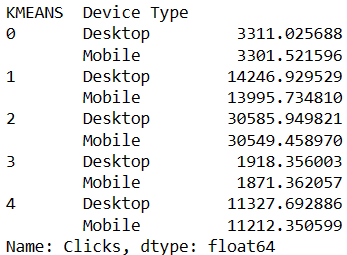 KMEANS  Device Type
0       Desktop         3311.025688
        Mobile          3301.521596
1       Desktop        14246.929529
        Mobile         13995.734810
2       Desktop        30585.949821
        Mobile         30549.458970
3       Desktop         1918.356003
        Mobile          1871.362057
4       Desktop        11327.692886
        Mobile         11212.350599
Name: Clicks, dtype: float64